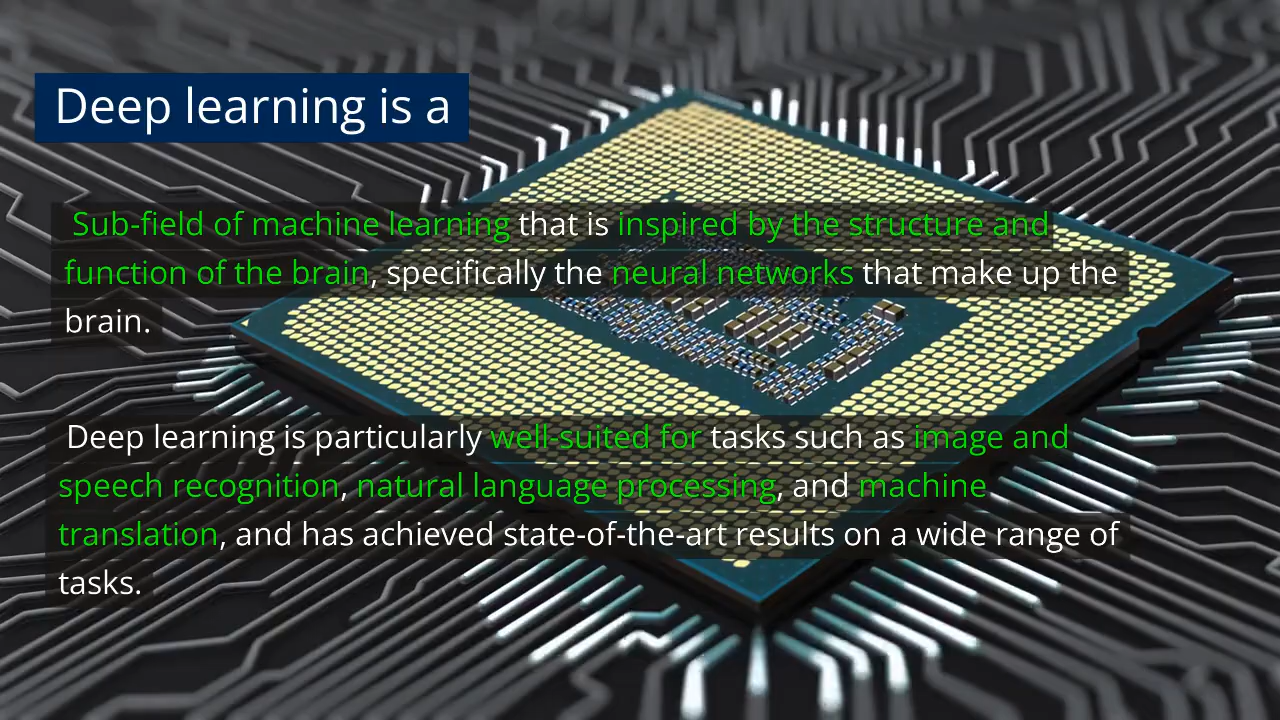 Deep learning is a
Sub-field of machine learning that is inspired by the structure and
function of the brain, specifically the neural networks that make up the
brain.
Deep learning is particularly well-suited for tasks such as image and
speech recognition, natural language processing, and machine
translation, and has achieved state-of-the-art results on a wide range of
tasks.